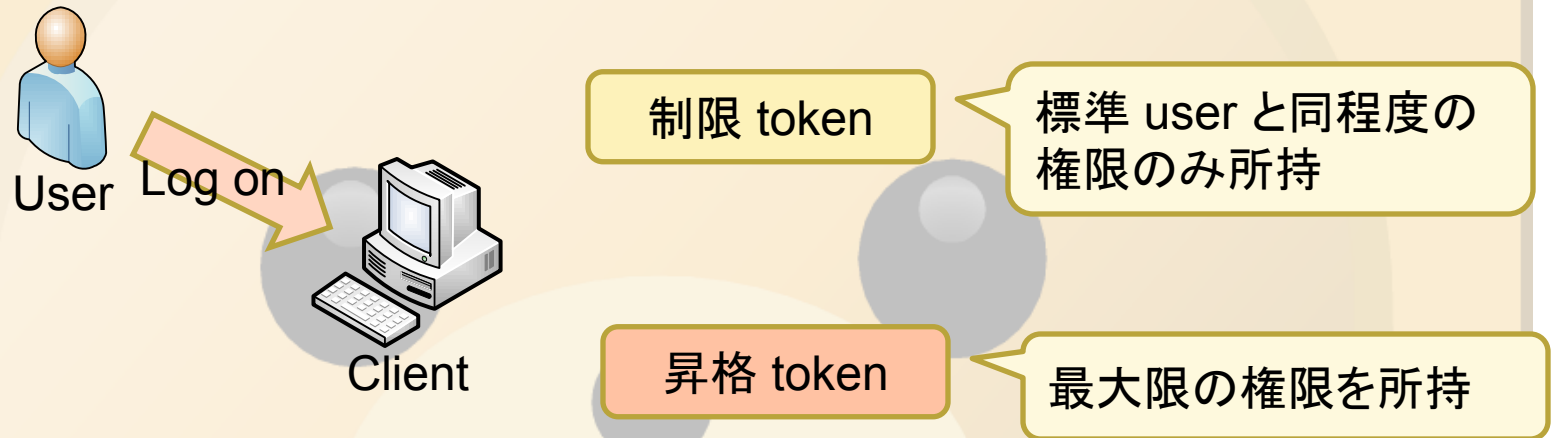 User
Log on
Client
制限 token
標準 user と同程度の
権限のみ所持
昇格 token
最大限の権限を所持